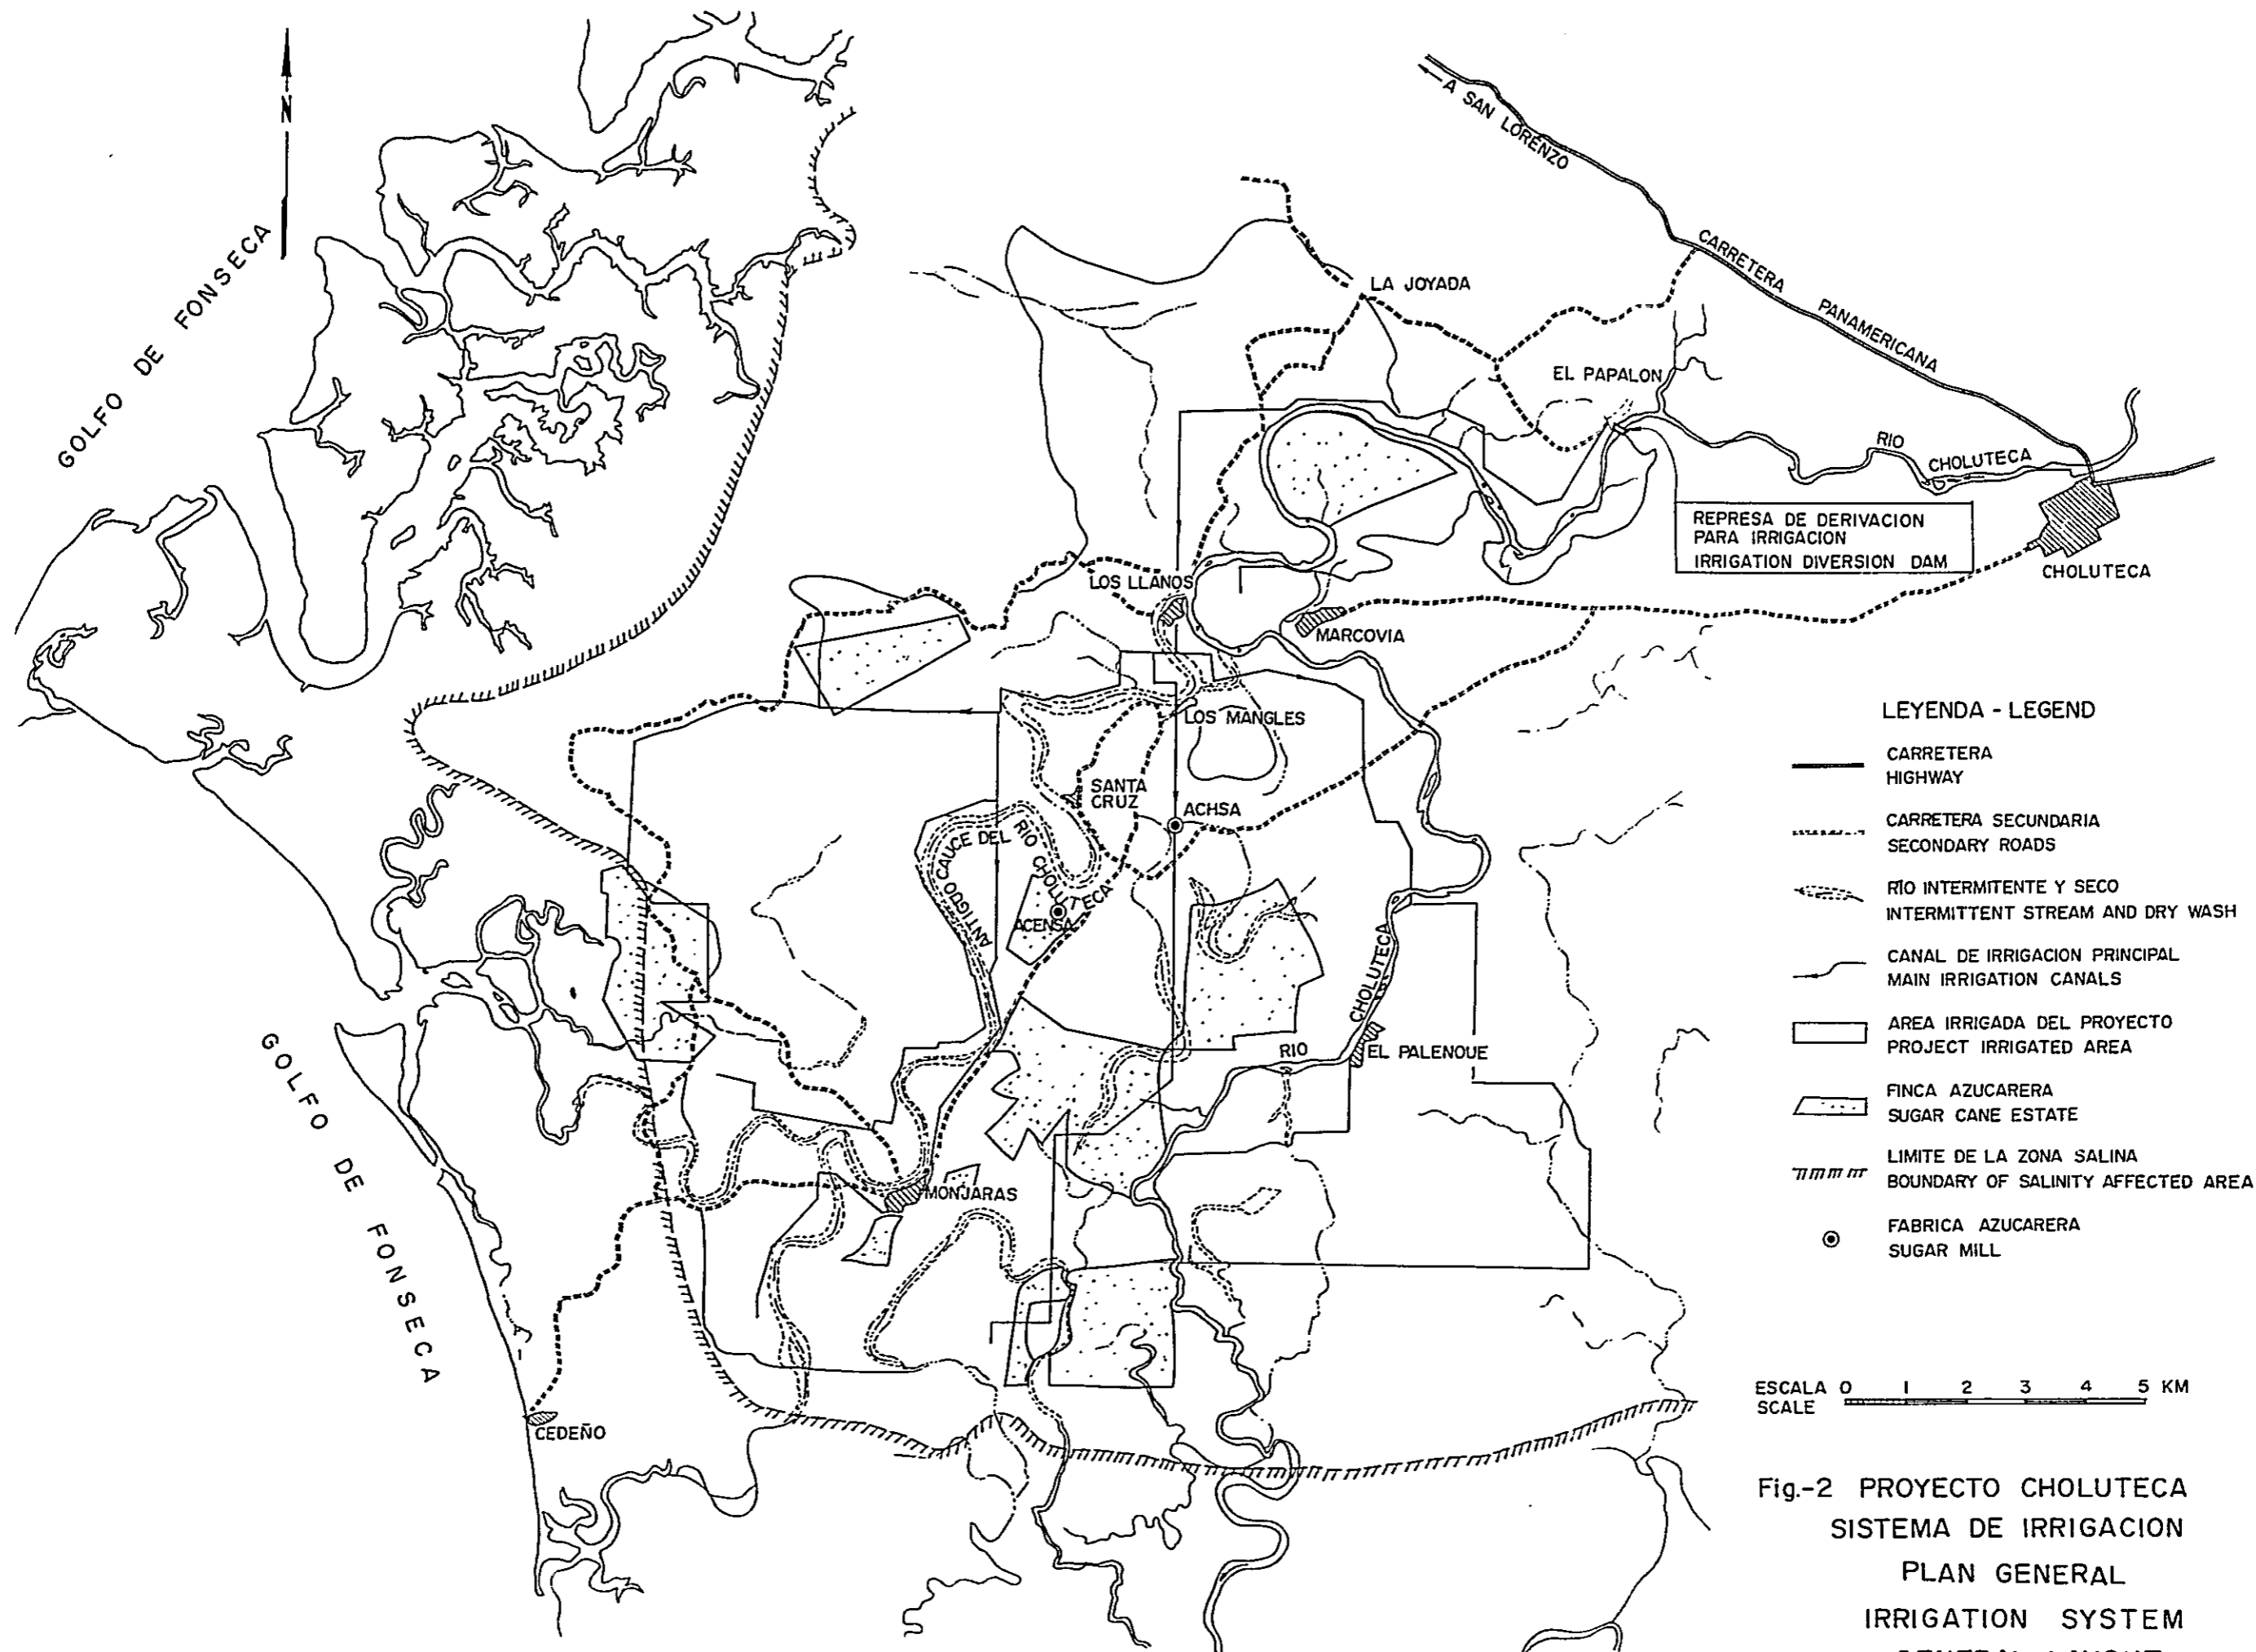 N
GOLFO DE FONSECA
A SAN LORENZO
CARRETERA PANAMERICANA
LA JOYADA
EL PAPALON
RIO CHOLUTECA
REPRESA DE DERIVACION
PARA IRRIGACION
IRRIGATION DIVERSION DAM
CHOLUTECA
LOS LLANOS
MARCOVIA
LOS MANGLES
SANTA
CRUZ
ACHSA
ANTIGO CAUCE DEL RIO CHOLUTECA
ACENSA
RIO CHOLUTECA
EL PALENQUE
MONJARAS
GOLFO DE FONSECA
CEDEÑO
LEYENDA - LEGEND
CARRETERA
HIGHWAY
CARRETERA SECUNDARIA
SECONDARY ROADS
RIO INTERMITENTE Y SECO
INTERMITTENT STREAM AND DRY WASH
CANAL DE IRRIGACION PRINCIPAL
MAIN IRRIGATION CANALS
AREA IRRIGADA DEL PROYECTO
PROJECT IRRIGATED AREA
FINCA AZUCARERA
SUGAR CANE ESTATE
LIMITE DE LA ZONA SALINA
BOUNDARY OF SALINITY AFFECTED AREA
FABRICA AZUCARERA
SUGAR MILL
ESCALA 0 1 2 3 4 5 KM
SCALE
Fig.-2 PROYECTO CHOLUTECA
SISTEMA DE IRRIGACION
PLAN GENERAL
IRRIGATION SYSTEM